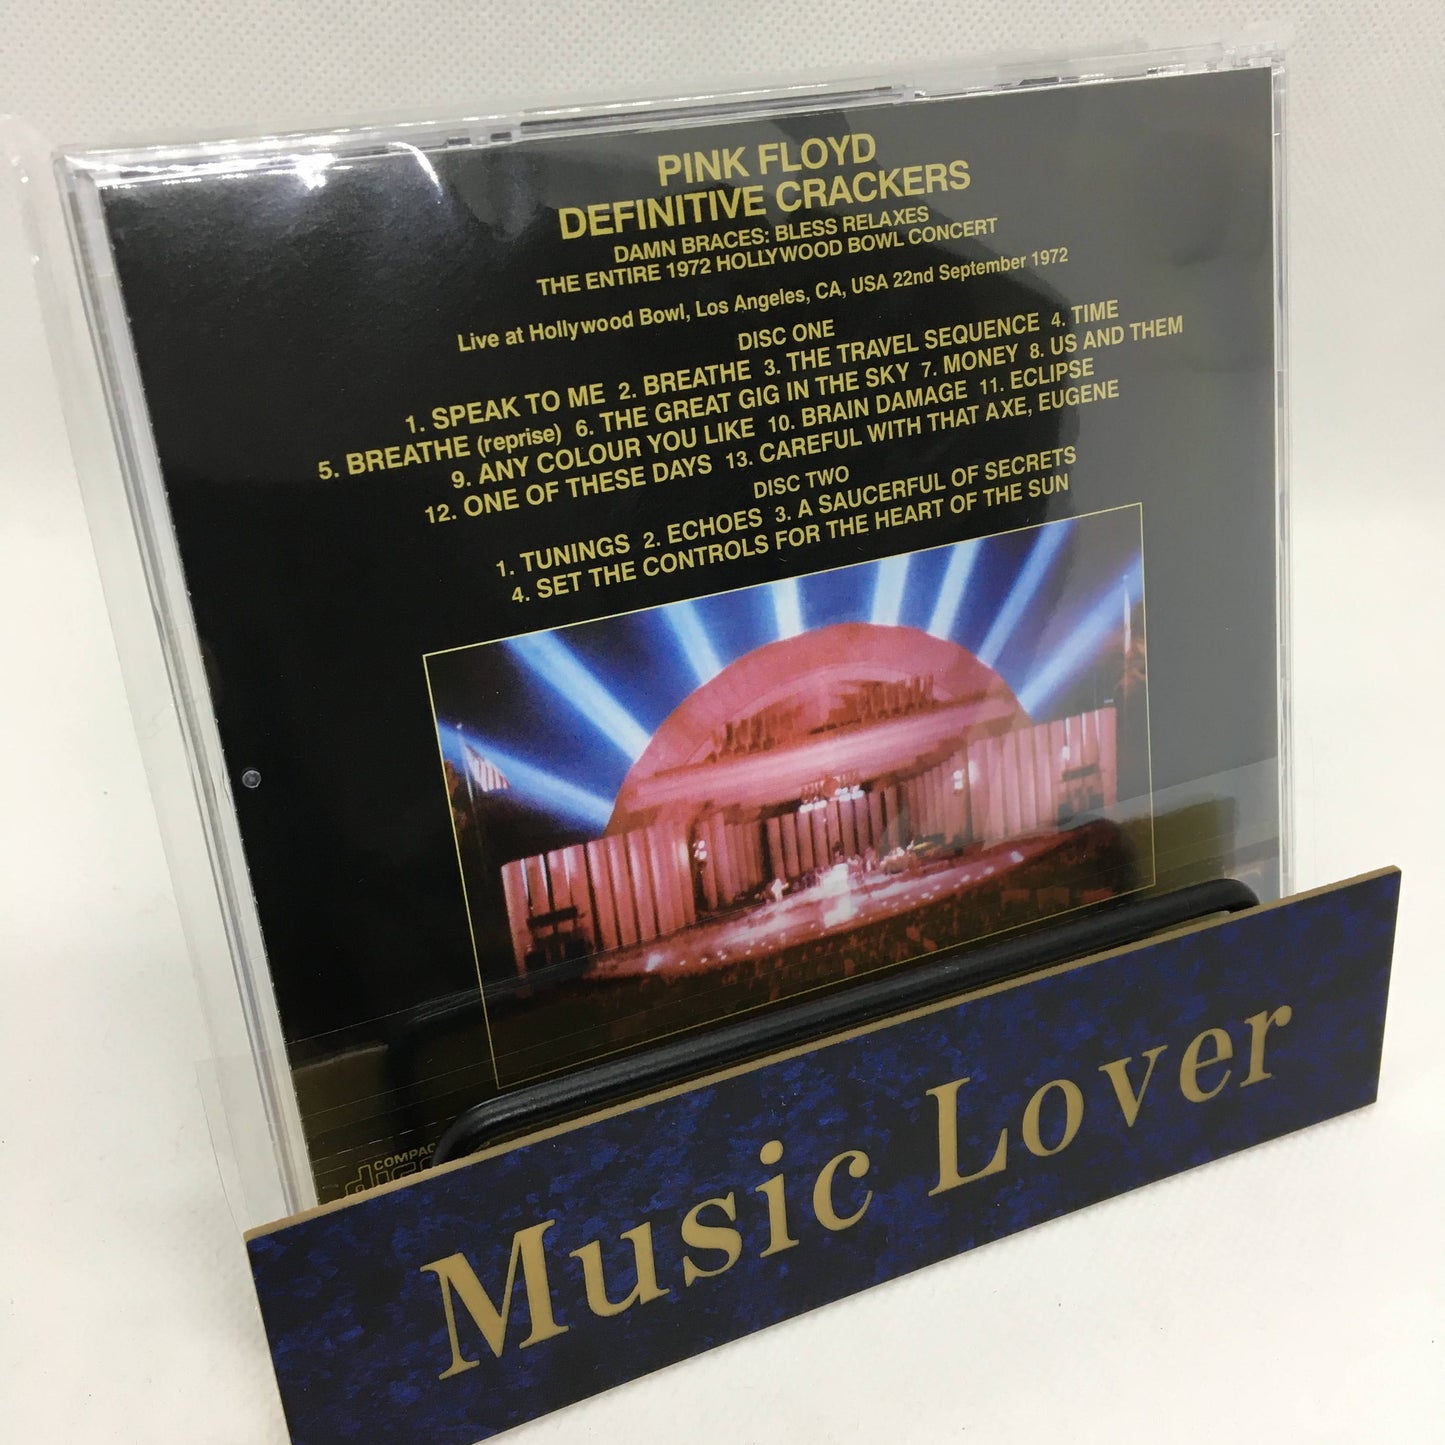 PINK FLOYD
DEFINITIVE CRACKERS
DAMN BRACES: BLESS RELAXES
THE ENTIRE 1972 HOLLYWOOD BOWL CONCERT
Live at Hollywood Bowl, Los Angeles, CA, USA 22nd September 1972
DISC ONE
1. SPEAK TO ME 2. BREATHE 3. THE TRAVEL SEQUENCE 4. TIME
5. BREATHE (reprise) 6. THE GREAT GIG IN THE SKY 7. MONEY 8. US AND THEM
9. ANY COLOUR YOU LIKE 10. BRAIN DAMAGE 11. ECLIPSE
12. ONE OF THESE DAYS 13. CAREFUL WITH THAT AXE, EUGENE
DISC TWO
1. TUNINGS 2. ECHOES 3. A SAUCERFUL OF SECRETS
4. SET THE CONTROLS FOR THE HEART OF THE SUN
Music Lover